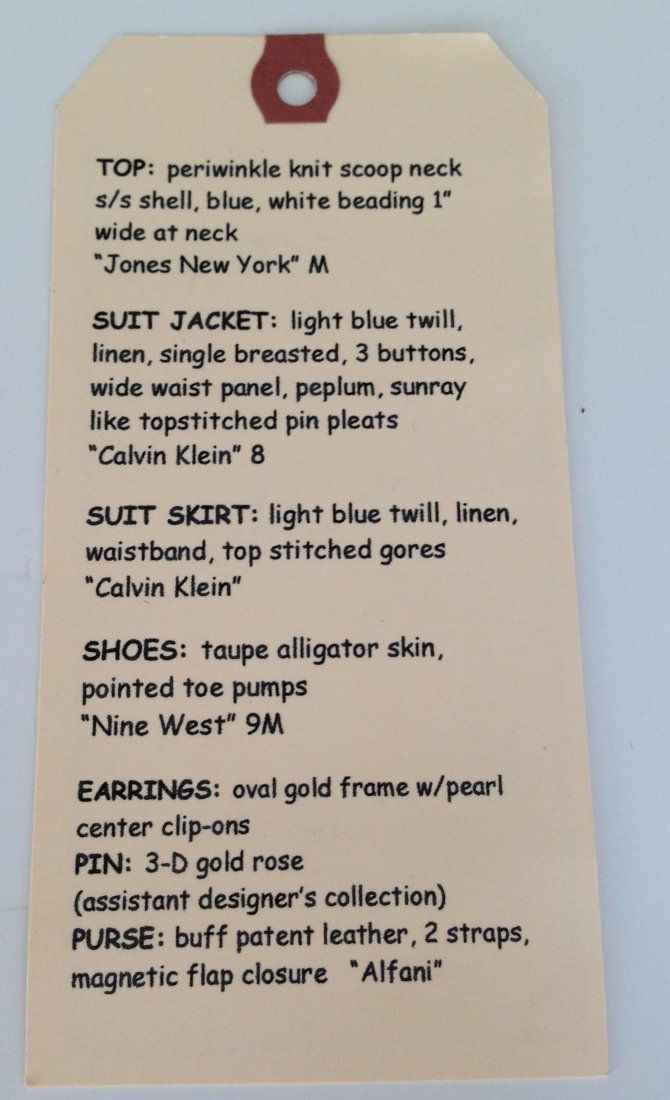 TOP: periwinkle knit scoop neck
s/s shell, blue, white beading 1"
wide at neck
"Jones New York" M
SUIT JACKET: light blue twill,
linen, single breasted, 3 buttons,
wide waist panel, peplum, sunray
like topstitched pin pleats
"Calvin Klein" 8
SUIT SKIRT: light blue twill, linen,
waistband, top stitched gores
"Calvin Klein"
SHOES: taupe alligator skin,
pointed toe pumps
"Nine West" 9M
EARRINGS: oval gold frame w/pearl
center clip-ons
PIN: 3-D gold rose
(assistant designer's collection)
PURSE: buff patent leather, 2 straps,
magnetic flap closure "Alfani"